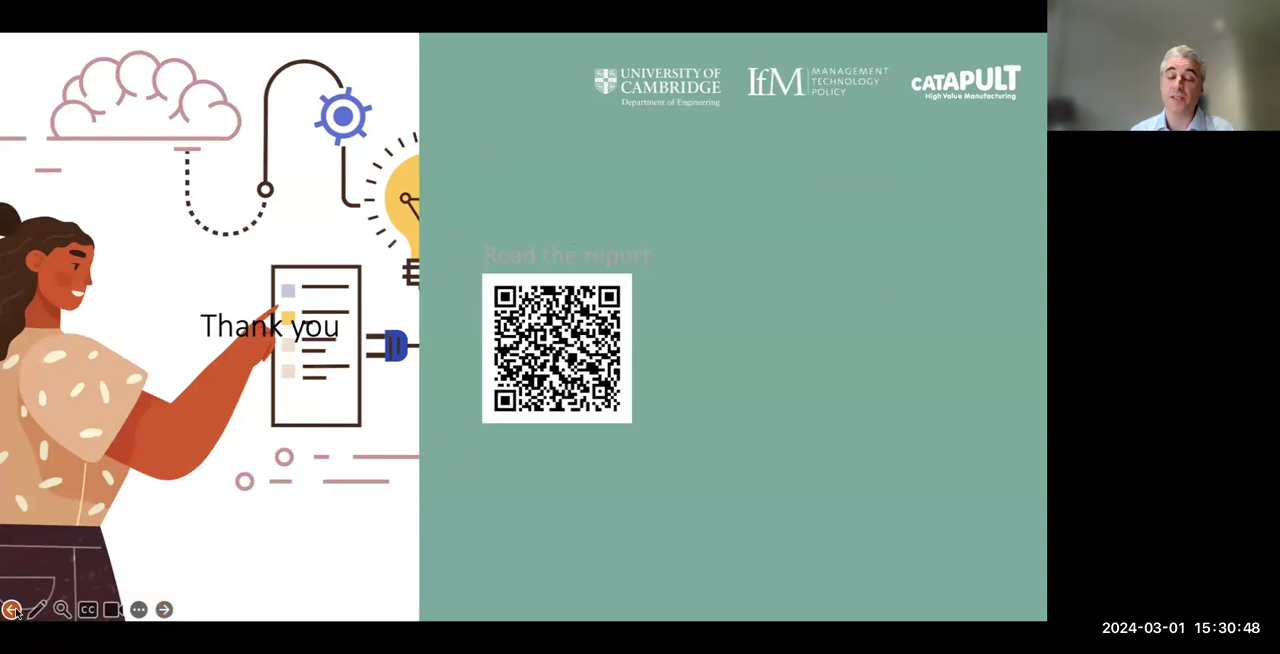 UNIVERSITY OF
CAMBRIDGE
Department of Engineering
IfM
MANAGEMENT
TECHNOLOGY
POLICY
CATAPULT
High Value Manufacturing
Read the report
Thank you
CC
2024-03-01 15:30:48